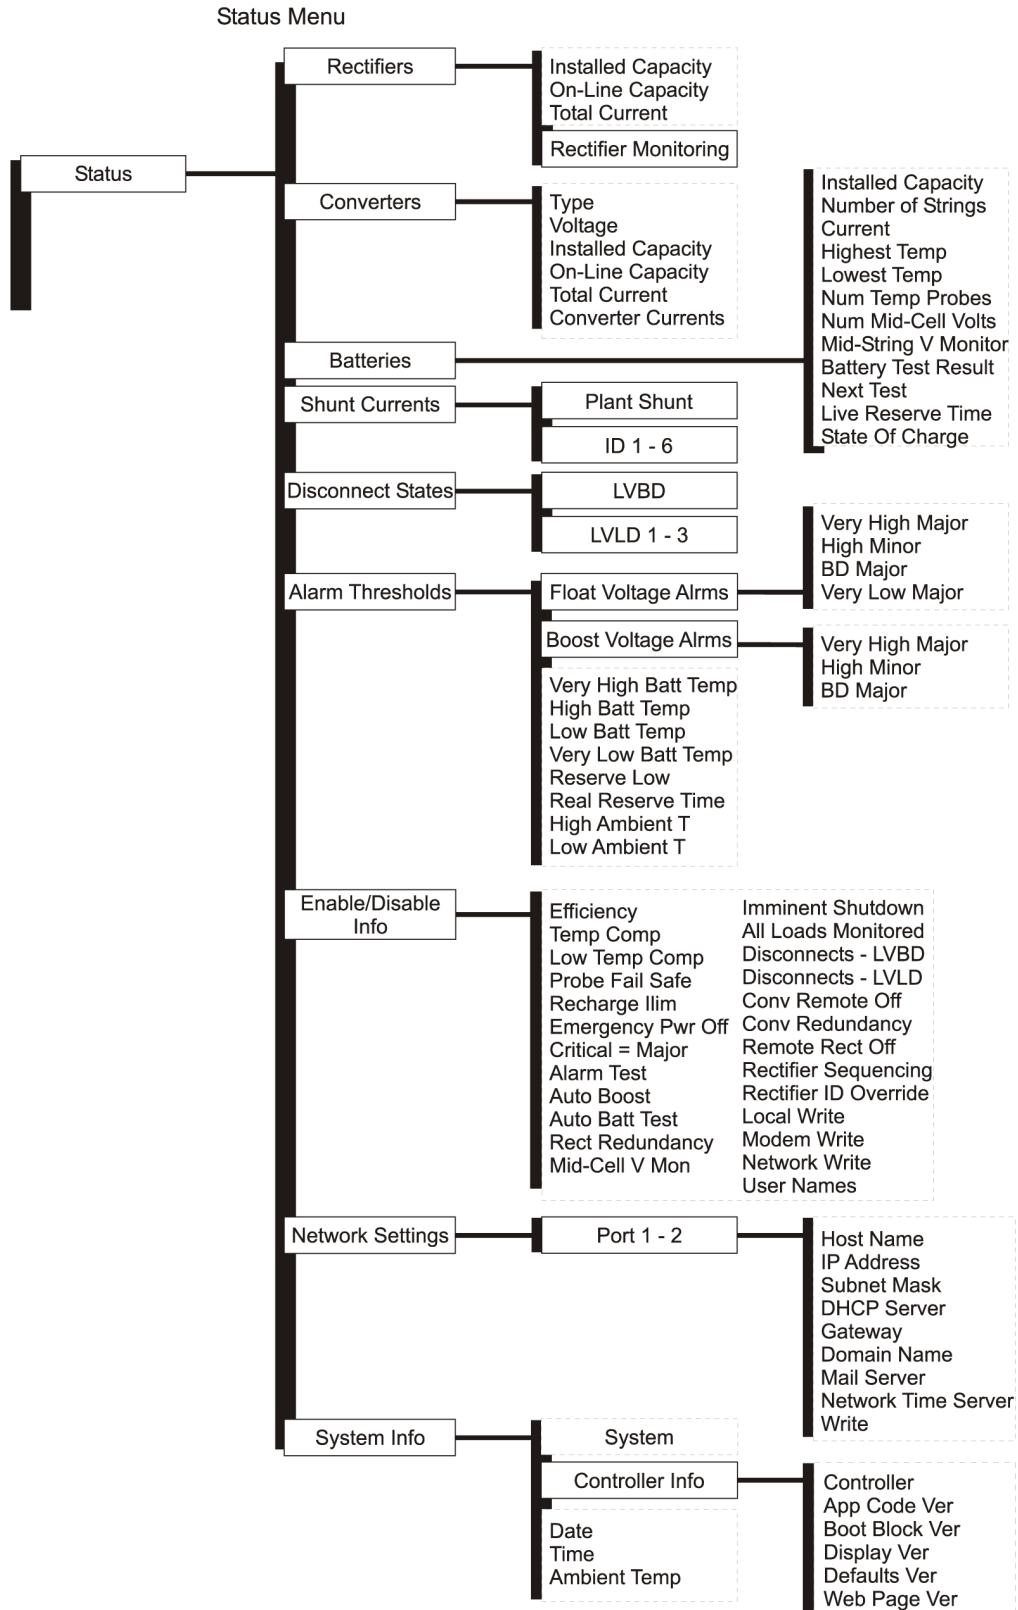 Status Menu
Status
Rectifiers
Installed Capacity
On-Line Capacity
Total Current
Rectifier Monitoring
Converters
Type
Voltage
Installed Capacity
On-Line Capacity
Total Current
Converter Currents
Batteries
Installed Capacity
Number of Strings
Current
Highest Temp
Lowest Temp
Num Temp Probes
Num Mid-Cell Volts
Mid-String V Monitor
Battery Test Result
Next Test
Live Reserve Time
State Of Charge
Shunt Currents
Plant Shunt
ID 1 - 6
Disconnect States
LVBD
LVLD 1 - 3
Alarm Thresholds
Float Voltage Alrms
Very High Major
High Minor
BD Major
Very Low Major
Boost Voltage Alrms
Very High Major
High Minor
BD Major
Very High Batt Temp
High Batt Temp
Low Batt Temp
Very Low Batt Temp
Reserve Low
Real Reserve Time
High Ambient T
Low Ambient T
Enable/Disable
Info
Efficiency
Temp Comp
Low Temp Comp
Probe Fail Safe
Recharge Ilim
Emergency Pwr Off
Critical = Major
Alarm Test
Auto Boost
Auto Batt Test
Rect Redundancy
Mid-Cell V Mon
Imminent Shutdown
All Loads Monitored
Disconnects - LVBD
Disconnects - LVLD
Conv Remote Off
Conv Redundancy
Remote Rect Off
Rectifier Sequencing
Rectifier ID Override
Local Write
Modem Write
Network Write
User Names
Network Settings
Port 1 - 2
Host Name
IP Address
Subnet Mask
DHCP Server
Gateway
Domain Name
Mail Server
Network Time Server
Write
System Info
System
Controller Info
Controller
App Code Ver
Boot Block Ver
Display Ver
Defaults Ver
Web Page Ver
Date
Time
Ambient Temp